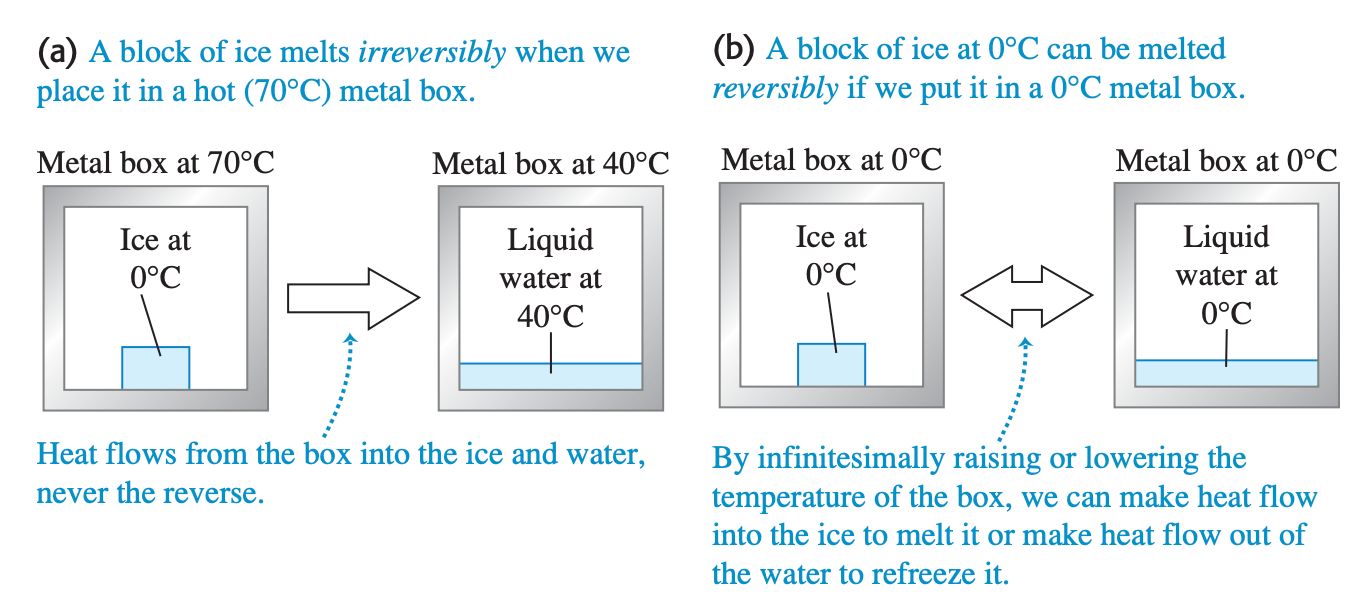 (a) A block of ice melts irreversibly when we
place it in a hot (70°C) metal box.
Metal box at 70°C
Ice at
0°C
Metal box at 40°C
Liquid
water at
40°C
Heat flows from the box into the ice and water,
never the reverse.
(b) A block of ice at 0°C can be melted
reversibly if we put it in a 0°C metal box.
Metal box at 0°C
Ice at
0°C
Metal box at 0°C
Liquid
water at
0°C
By infinitesimally raising or lowering the
temperature of the box, we can make heat flow
into the ice to melt it or make heat flow out of
the water to refreeze it.